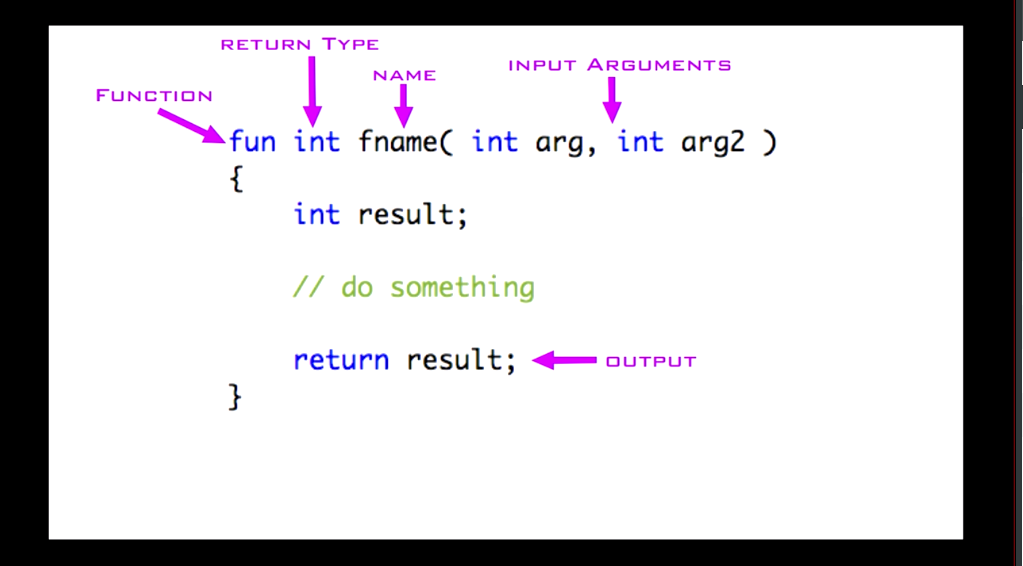 RETURN TYPE
NAME
INPUT ARGUMENTS
FUNCTION
fun int fname( int arg, int arg2 )
{
int result;
// do something
return result;
OUTPUT
}